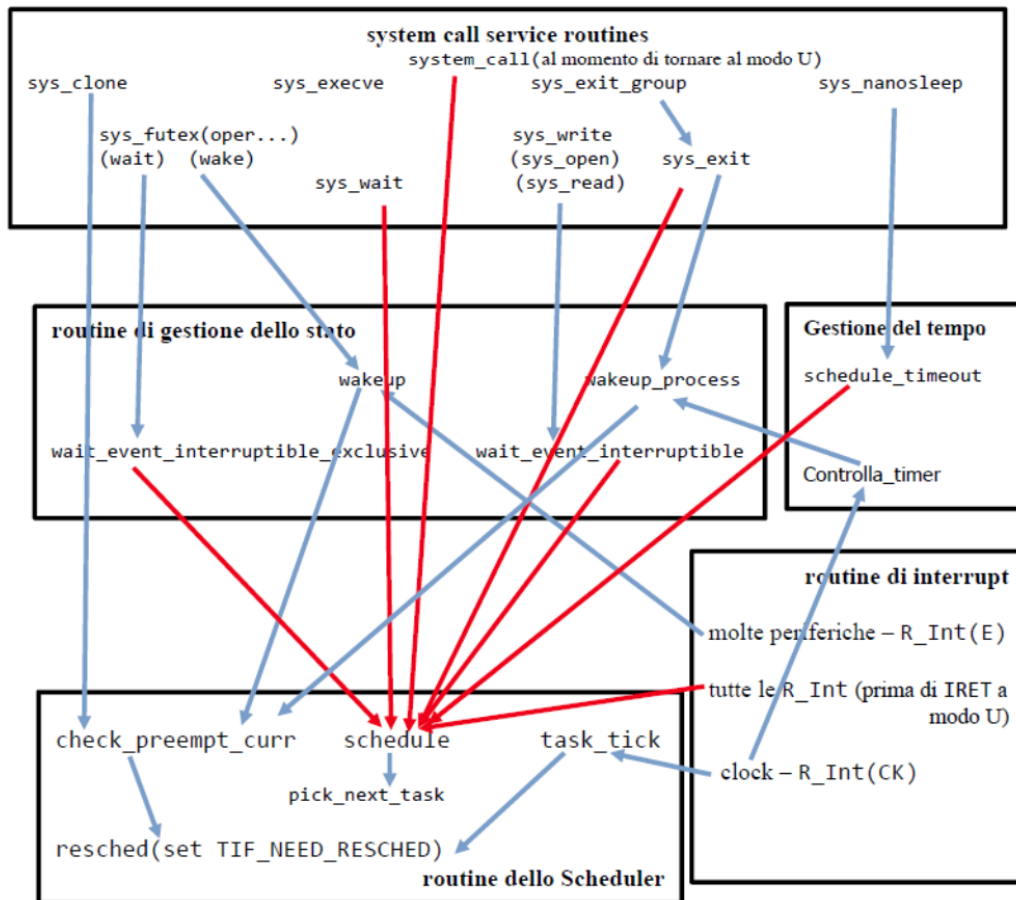 system call service routines
system_call(al momento di tornare al modo U)
sys_clone
sys_execve
sys_exit_group
sys_nanosleep
sys_futex(oper...)
(wait) (wake)
sys_wait
sys_write
(sys_open)
(sys_read)
sys_exit
routine di gestione dello stato
wakeup
wakeup_process
wait_event_interruptible_exclusive
wait_event_interruptible
Gestione del tempo
schedule_timeout
Controlla_timer
routine di interrupt
molte periferiche – R_Int(E)
tutte le R_Int (prima di IRET a
modo U)
clock – R_Int(CK)
check_preempt_curr
schedule
task_tick
pick_next_task
resched(set TIF_NEED_RESCHED)
routine dello Scheduler